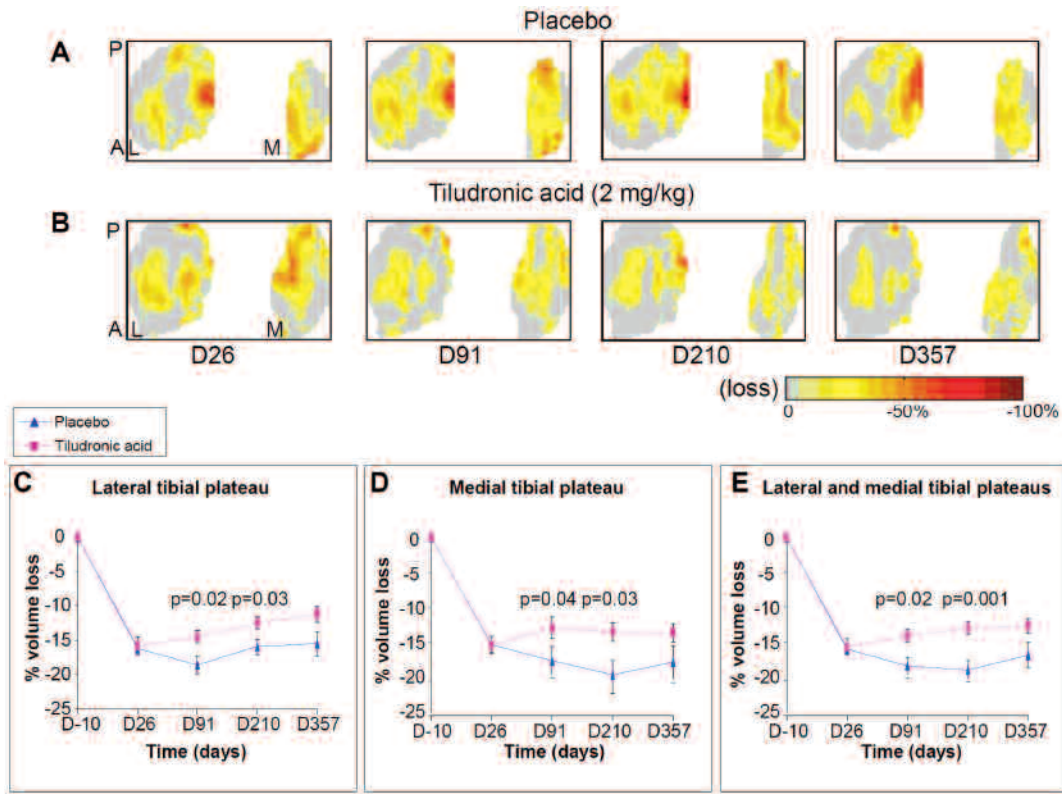 Placebo
A
P
A L M
Tiludronic acid (2 mg/kg)
B
P
A L M
D26 D91 D210 D357
(loss)
0 -50% -100%
Placebo
Tiludronic acid
C Lateral tibial plateau
% volume loss
0
-5
-10
-15
-20
-25
p=0.02 p=0.03
D-10 D26 D91 D210 D357
Time (days)
D Medial tibial plateau
% volume loss
0
-5
-10
-15
-20
-25
p=0.04 p=0.03
D-10 D26 D91 D210 D357
Time (days)
E Lateral and medial tibial plateaus
% volume loss
0
-5
-10
-15
-20
-25
p=0.02 p=0.001
D-10 D26 D91 D210 D357
Time (days)